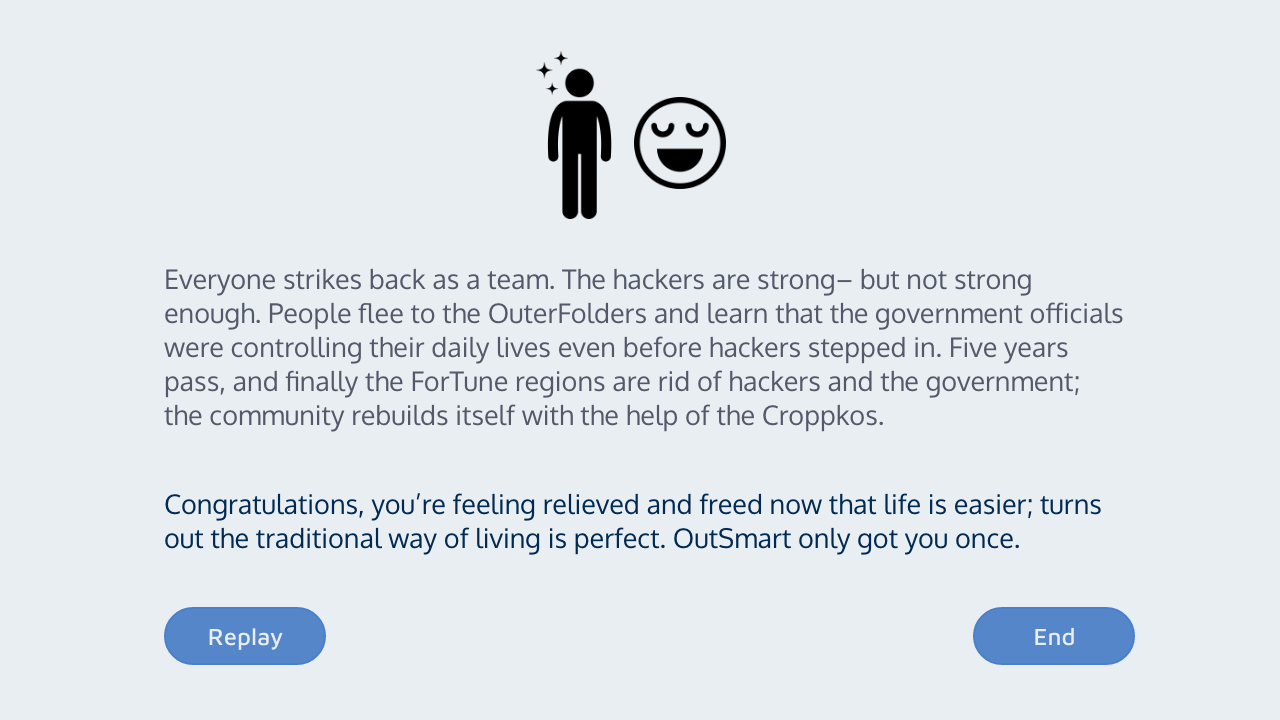 Everyone strikes back as a team. The hackers are strong– but not strong
enough. People flee to the OuterFolders and learn that the government officials
were controlling their daily lives even before hackers stepped in. Five years
pass, and finally the ForTune regions are rid of hackers and the government;
the community rebuilds itself with the help of the Croppkos.
Congratulations, you’re feeling relieved and freed now that life is easier; turns
out the traditional way of living is perfect. OutSmart only got you once.
Replay
End